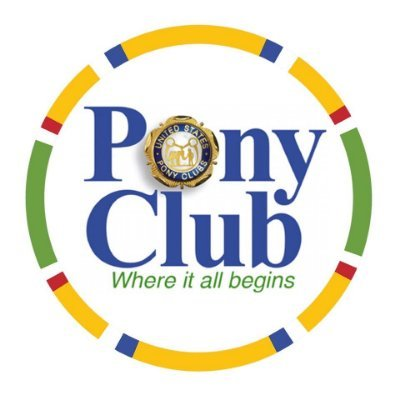 Pony
UNITED STATES
PONY CLUBS
Club
Where it all begins